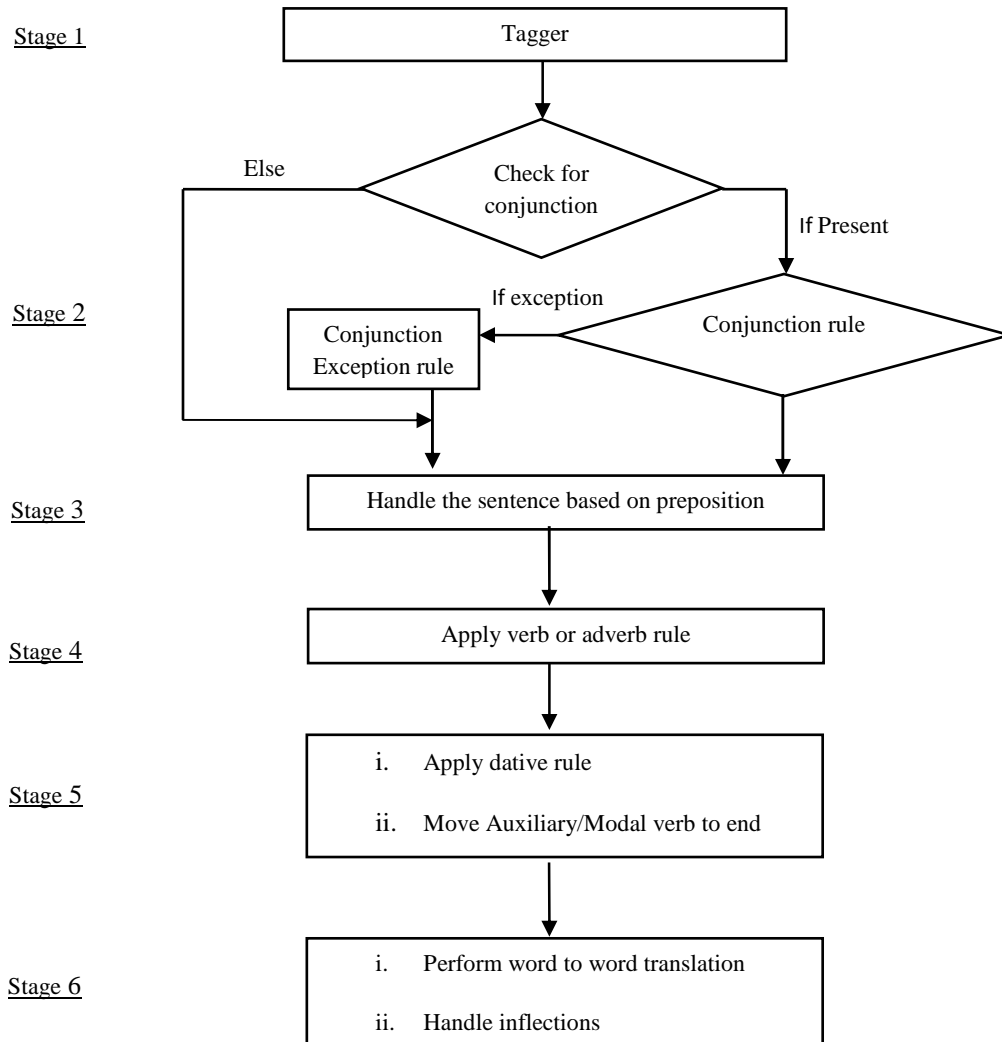 Stage 1
Tagger
Else
Check for
conjunction
If Present
Stage 2
If exception
Conjunction
Exception rule
Conjunction rule
Stage 3
Handle the sentence based on preposition
Stage 4
Apply verb or adverb rule
Stage 5
i. Apply dative rule
ii. Move Auxiliary/Modal verb to end
Stage 6
i. Perform word to word translation
ii. Handle inflections